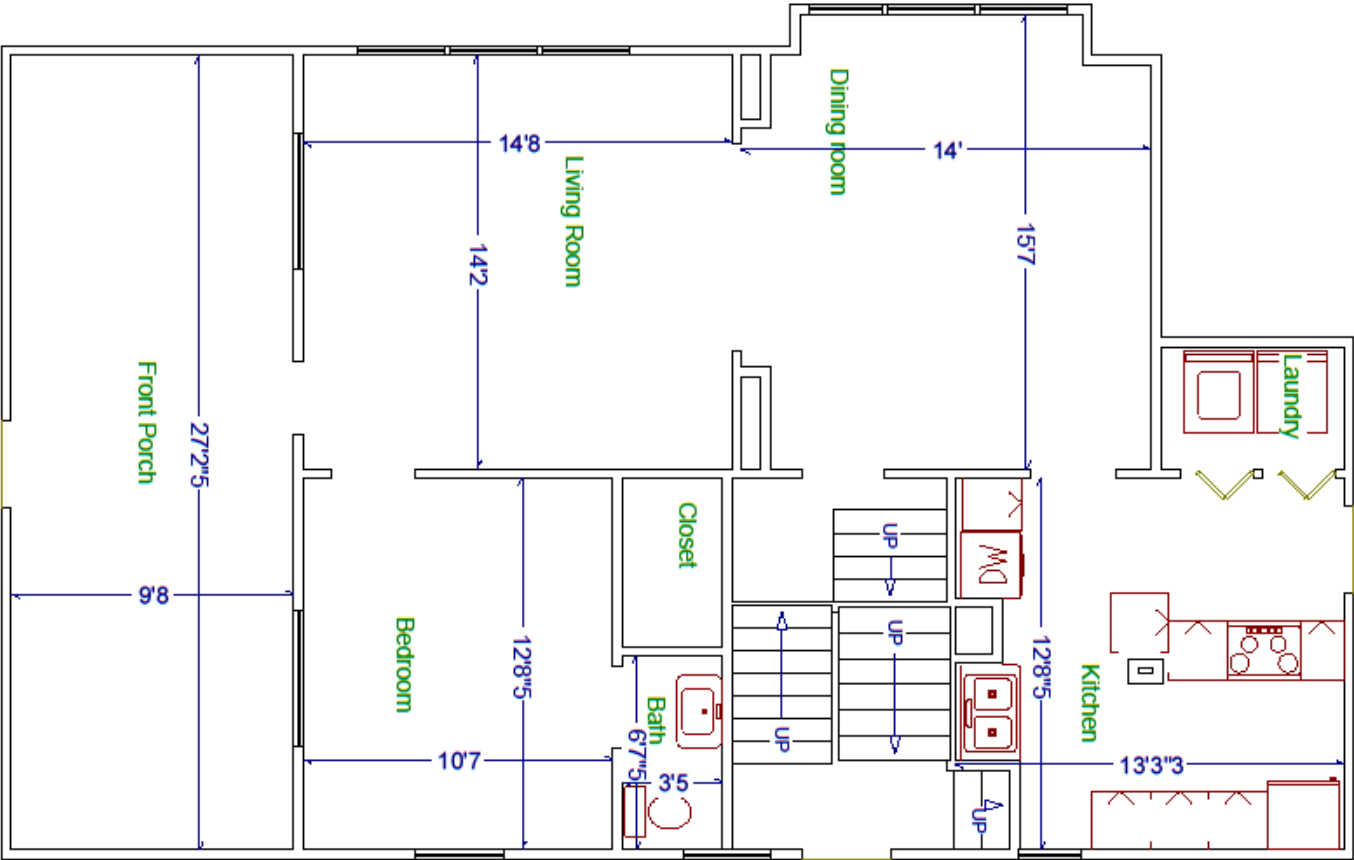 Dining room
14'8
14'
Living Room
15'7
14'2
Laundry
Front Porch
27'2"5
Closet
UP
DW
9'8
Bedroom
12'8"5
UP
12'8"5
Kitchen
Bath
6'7"5
UP
10'7
13'3"3
3'5
UP